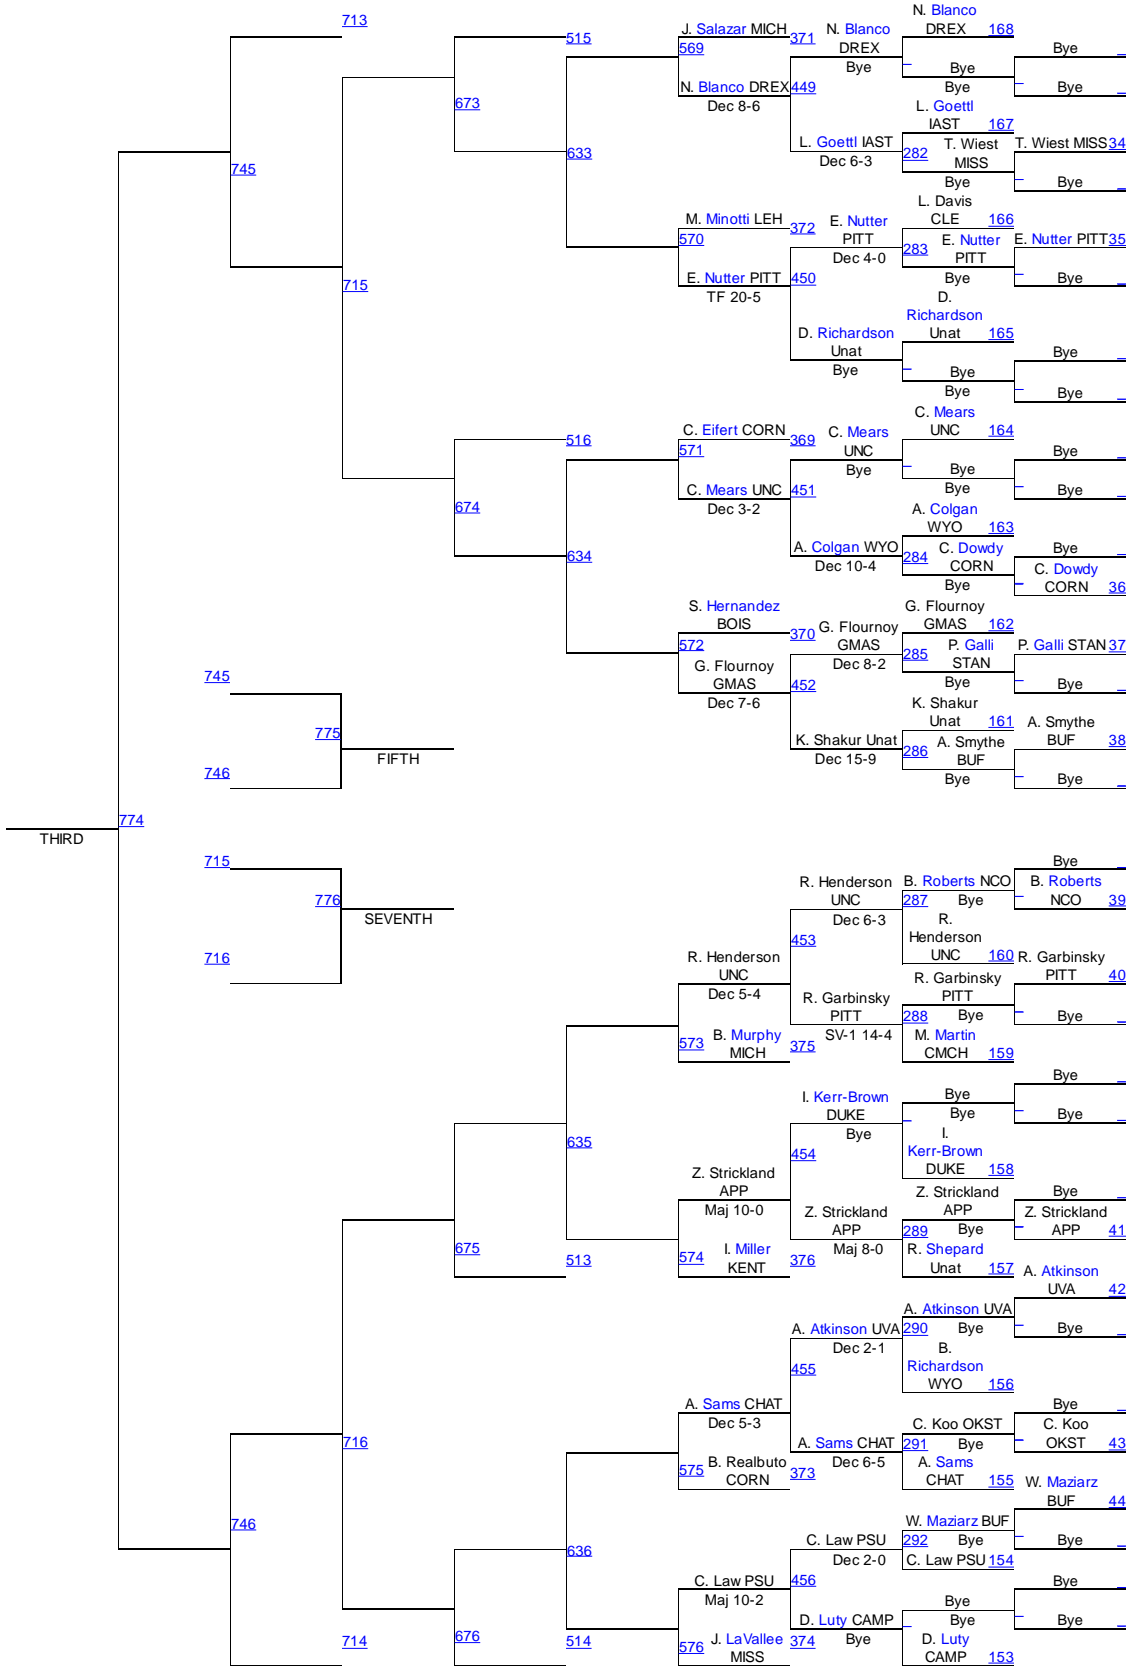 713
N. Blanco
DREX 168
515
J. Salazar MICH 371
N. Blanco
DREX
Bye
569
Bye
Bye
673
N. Blanco DREX 449
Bye
Bye
Dec 8-6
L. Goettl
IAST 167
745
633
L. Goettl IAST
Dec 6-3
282 T. Wiest
MISS
T. Wiest MISS 34
Bye
Bye
L. Davis
CLE 166
M. Minotti LEH 372
E. Nutter
PITT
Dec 4-0
570
283 E. Nutter
PITT
E. Nutter PITT 35
Bye
Bye
715
E. Nutter PITT 450
TF 20-5
D.
Richardson
Unat 165
D. Richardson
Unat
Bye
Bye
Bye
Bye
Bye
C. Mears
UNC 164
516
C. Eifert CORN 369
C. Mears
UNC
Bye
571
Bye
Bye
Bye
Bye
674
C. Mears UNC 451
Dec 3-2
A. Colgan
WYO 163
634
A. Colgan WYO
Dec 10-4
284 C. Dowdy
CORN
Bye
Bye
C. Dowdy
CORN 36
S. Hernandez
BOIS 370
G. Flournoy
GMAS 162
G. Flournoy
GMAS
Dec 8-2
572
285 P. Galli
STAN
P. Galli STAN 37
Bye
Bye
745
G. Flournoy
GMAS 452
Dec 7-6
K. Shakur
Unat 161
775
FIFTH
K. Shakur Unat
Dec 15-9
286 A. Smythe
BUF
A. Smythe
BUF 38
Bye
Bye
746
774
THIRD
715
Bye
R. Henderson
UNC
Dec 6-3
B. Roberts NCO
287 Bye
B. Roberts
NCO 39
776
SEVENTH
R.
Henderson
UNC 160
453
716
R. Henderson
UNC
Dec 5-4
R. Garbinsky
PITT
288 Bye
R. Garbinsky
PITT 40
R. Garbinsky
PITT
SV-1 14-4
Bye
573 B. Murphy
MICH 375
M. Martin
CMCH 159
Bye
I. Kerr-Brown
DUKE
Bye
Bye
Bye
Bye
635
454
I.
Kerr-Brown
DUKE 158
Z. Strickland
APP
Maj 10-0
Z. Strickland
APP
Bye
Z. Strickland
APP
Maj 8-0
289 Bye
Z. Strickland
APP 41
675
513
574 I. Miller
KENT 376
R. Shepard
Unat 157
A. Atkinson
UVA 42
A. Atkinson UVA
Dec 2-1
A. Atkinson UVA
290 Bye
Bye
455
B.
Richardson
WYO 156
A. Sams CHAT
Dec 5-3
Bye
716
A. Sams CHAT
Dec 6-5
C. Koo OKST
291 Bye
C. Koo
OKST 43
575 B. Realbuto
CORN 373
A. Sams
CHAT 155
W. Maziarz
BUF 44
746
636
C. Law PSU
Dec 2-0
W. Maziarz BUF
292 Bye
Bye
C. Law PSU 154
C. Law PSU 456
Maj 10-2
Bye
D. Luty CAMP
Bye
Bye
Bye
Bye
714
676
514
576 J. LaVallee
MISS 374
D. Luty
CAMP 153